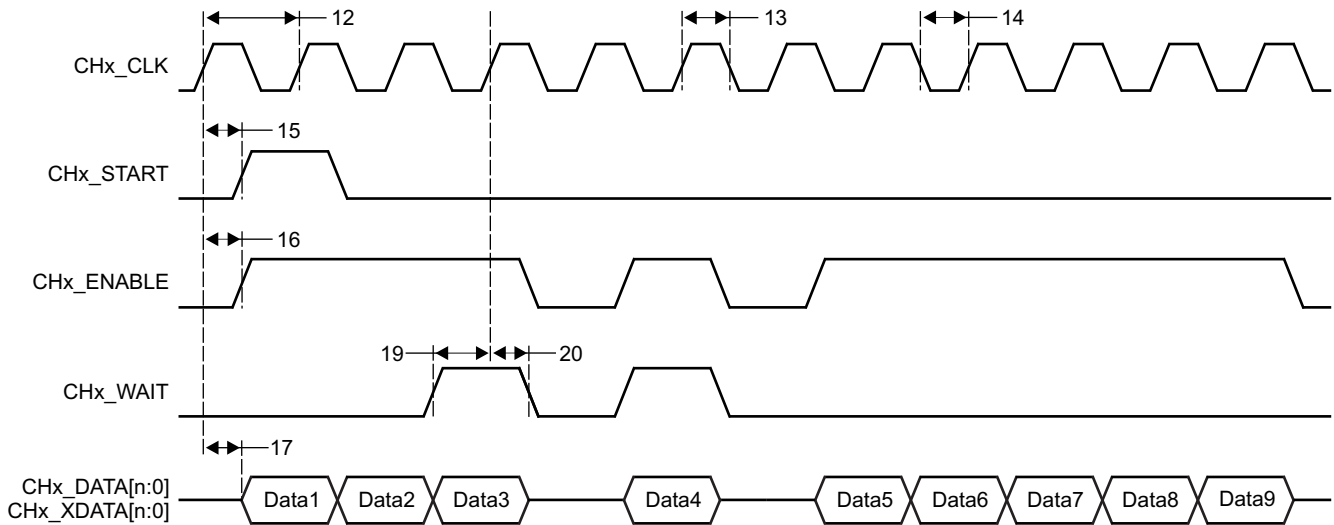 12
13
14
CHx_CLK
15
CHx_START
16
CHx_ENABLE
19
20
CHx_WAIT
17
CHx_DATA[n:0]
CHx_XDATA[n:0]
Data1 Data2 Data3 Data4 Data5 Data6 Data7 Data8 Data9